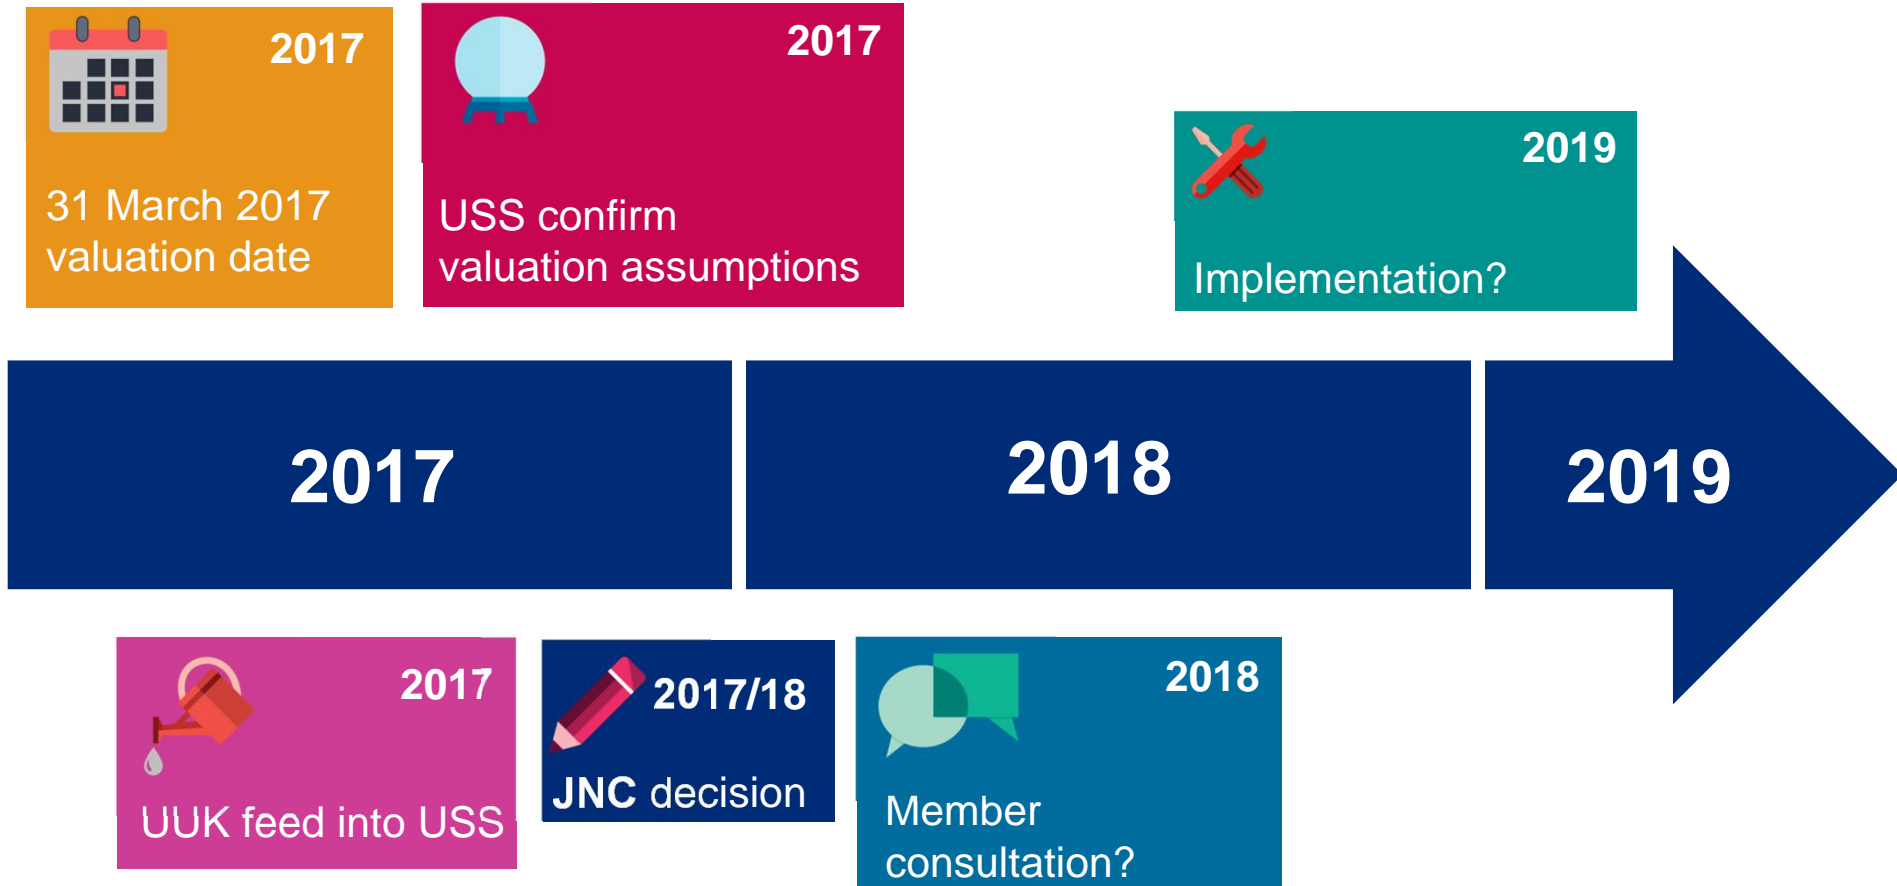 2017
31 March 2017
valuation date
2017
USS confirm
valuation assumptions
2019
Implementation?
2017
2018
2019
2017
UUK feed into USS
2017/18
JNC decision
2018
Member
consultation?